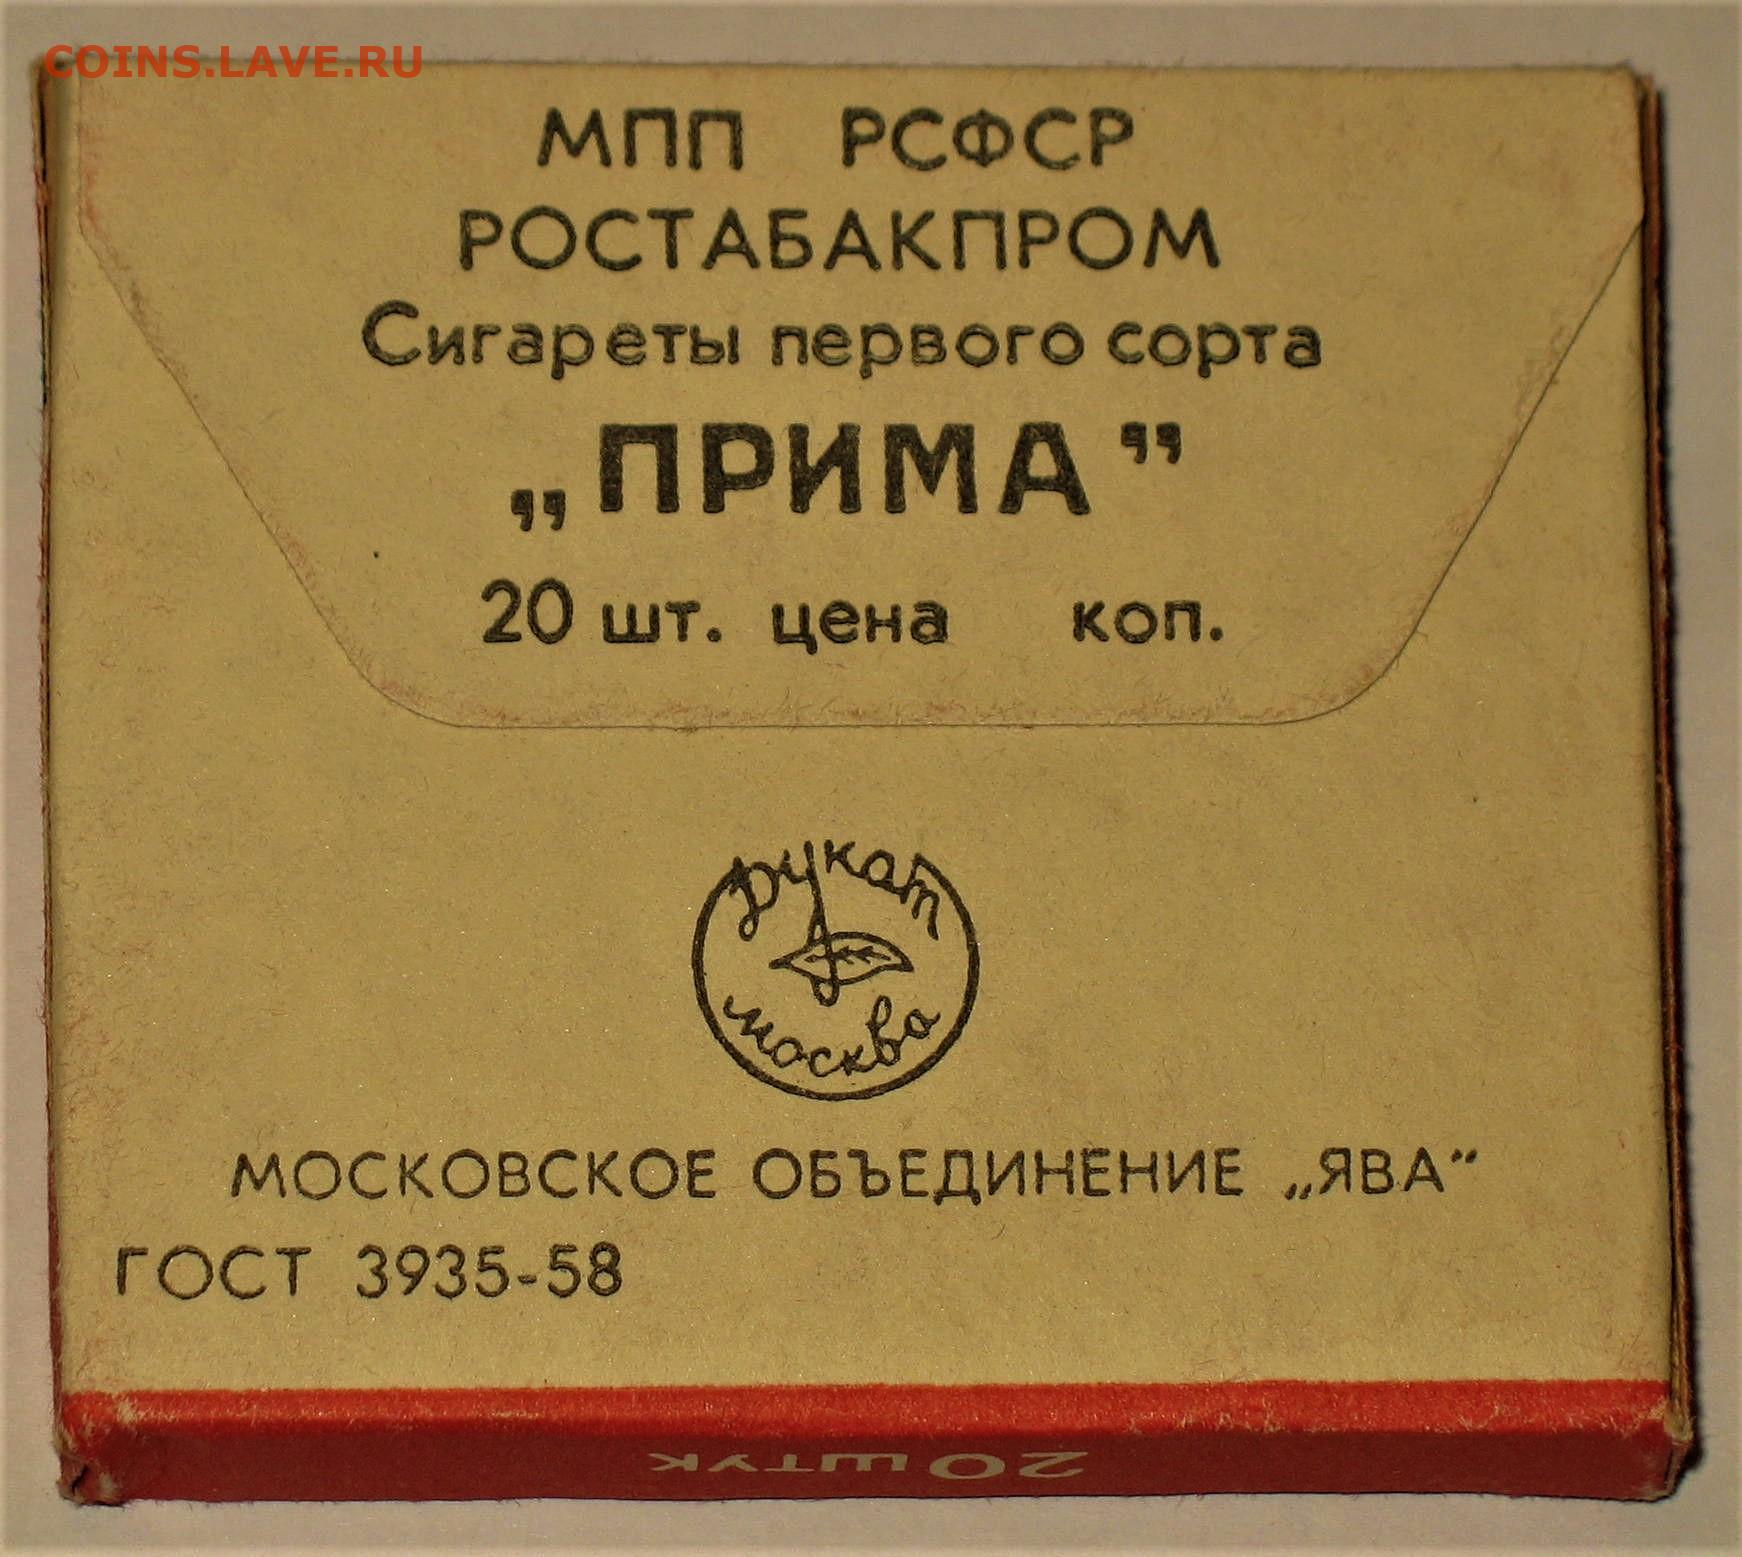 COINS.LAVE.RU
МПП РСФСР
РОСТАБАКПРОМ
Сигареты первого сорта
„ПРИМА”
20 шт. цена коп.
Дукат
москва
МОСКОВСКОЕ ОБЪЕДИНЕНИЕ „ЯВА“
ГОСТ 3935-58
20 ШТУК